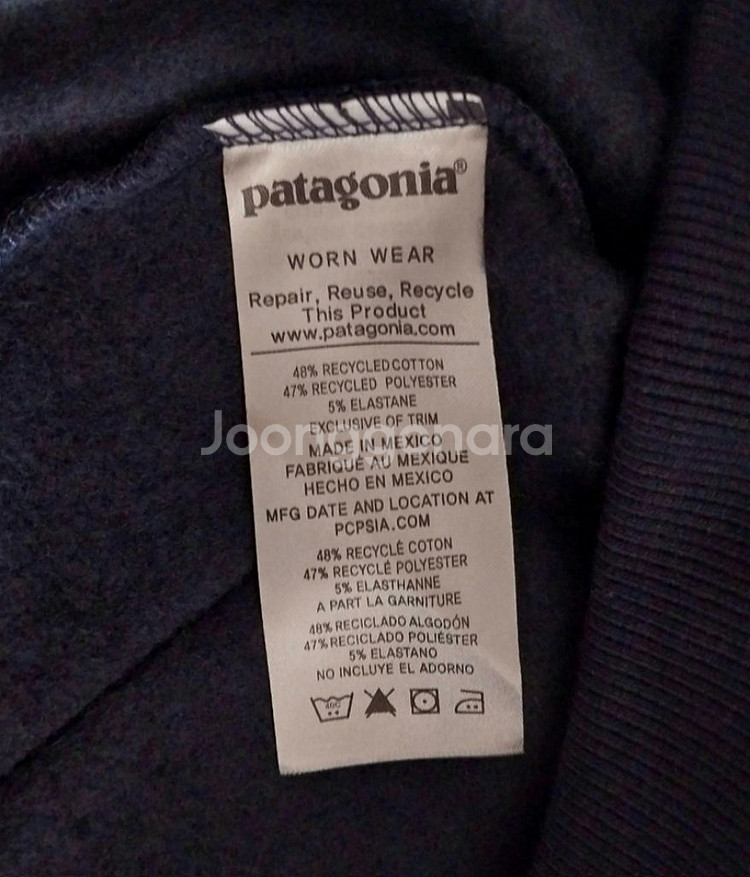 patagonia®
WORN WEAR
Repair, Reuse, Recycle
This Product
www.patagonia.com
48% RECYCLED COTTON
47% RECYCLED POLYESTER
5% ELASTANE
EXCLUSIVE OF TRIM
Joonggonara
MADE IN MEXICO
FABRIQUÉ AU MEXIQUE
HECHO EN MEXICO
MFG DATE AND LOCATION AT
PCPSIA.COM
48% RECYCLÉ COTON
47% RECYCLÉ POLYESTER
5% ELASTHANNE
A PART LA GARNITURE
48% RECICLADO ALGODÓN
47% RECICLADO POLIÉSTER
5% ELASTANO
NO INCLUYE EL ADORNO
40C